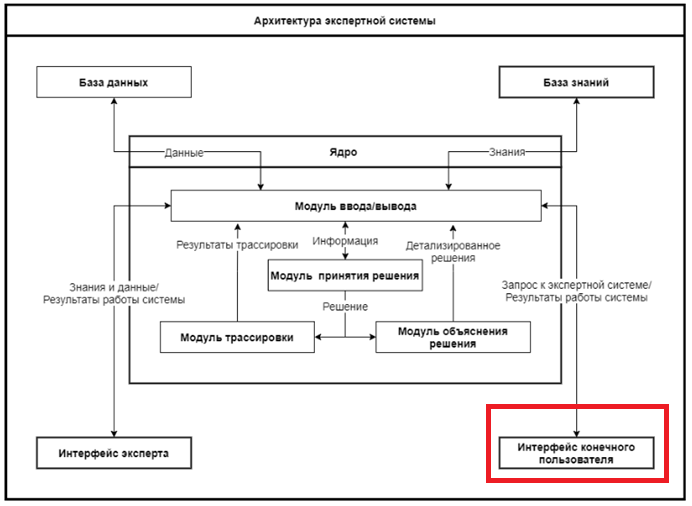 Архитектура экспертной системы
База данных
База знаний
Данные
Ядро
Знания
Модуль ввода/вывода
Результаты трассировки
Информация
Детализированное
решения
Модуль принятия решения
Знания и данные/
Результаты работы системы
Запрос к экспертной системе/
Результаты работы системы
Решение
Модуль трассировки
Модуль объяснения
решения
Интерфейс эксперта
Интерфейс конечного
пользователя